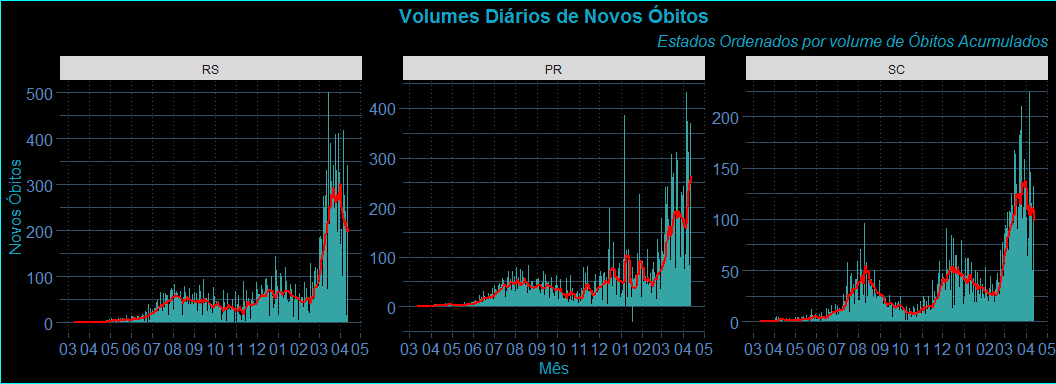 Volumes Diários de Novos Óbitos
Estados Ordenados por volume de Óbitos Acumulados
RS
PR
SC
Novos Óbitos
500
400
300
200
100
0
400
300
200
100
0
200
150
100
50
0
03 04 05 06 07 08 09 10 11 12 01 02 03 04 05
03 04 05 06 07 08 09 10 11 12 01 02 03 04 05
03 04 05 06 07 08 09 10 11 12 01 02 03 04 05
Mês